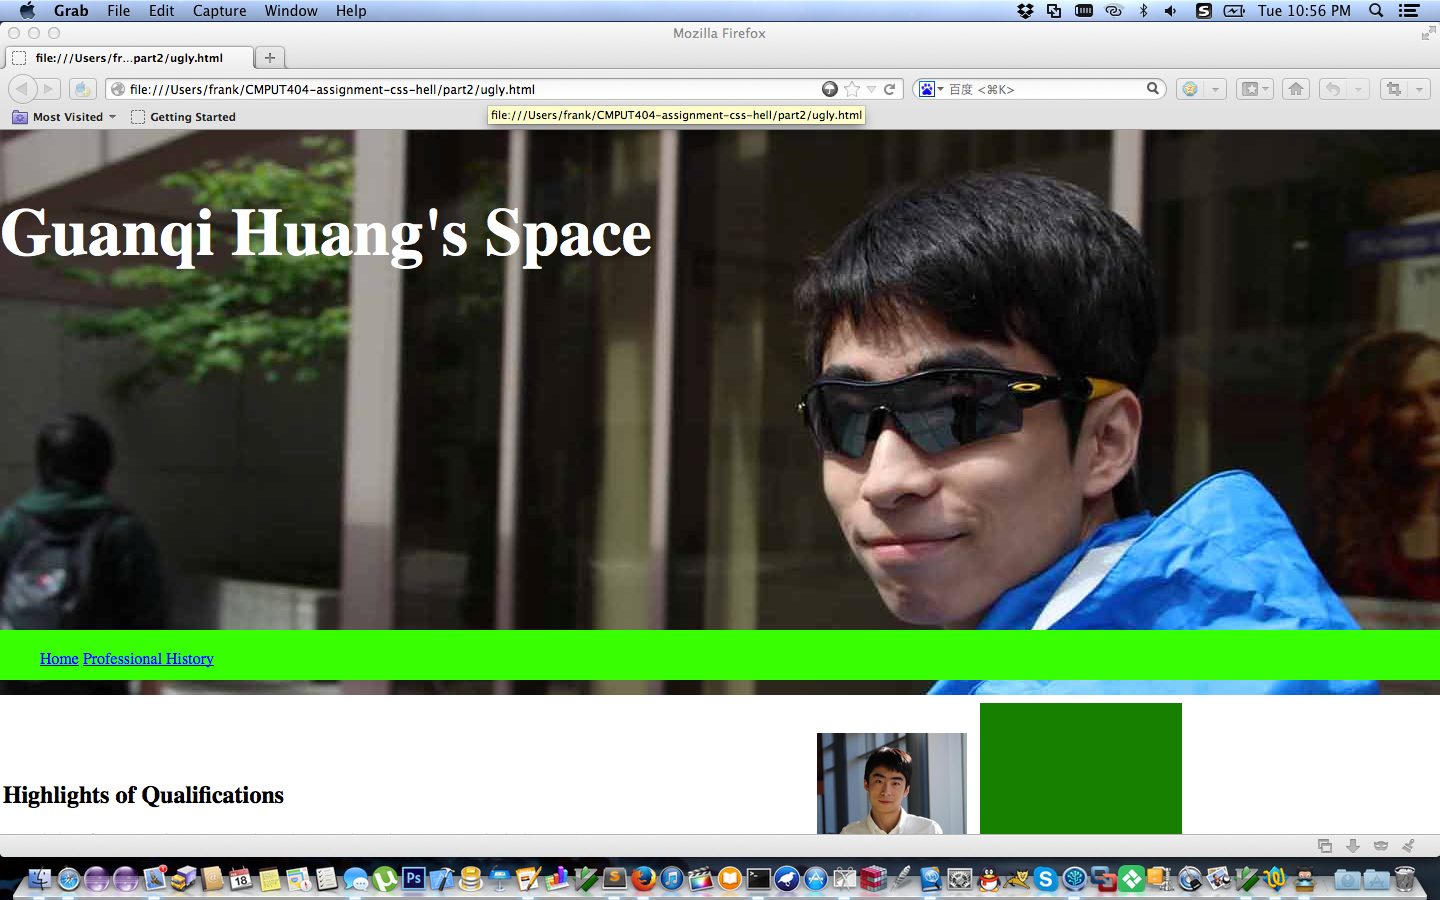 Grab File Edit Capture Window Help Tue 10:56 PM
Mozilla Firefox
file:///Users/fr...part2/ugly.html
file:///Users/frank/CMPUT404-assignment-css-hell/part2/ugly.html
百度 <⌘K>
Most Visited Getting Started
file:///Users/frank/CMPUT404-assignment-css-hell/part2/ugly.html
Guanqi Huang's Space
Home Professional History
Highlights of Qualifications
18
Ps